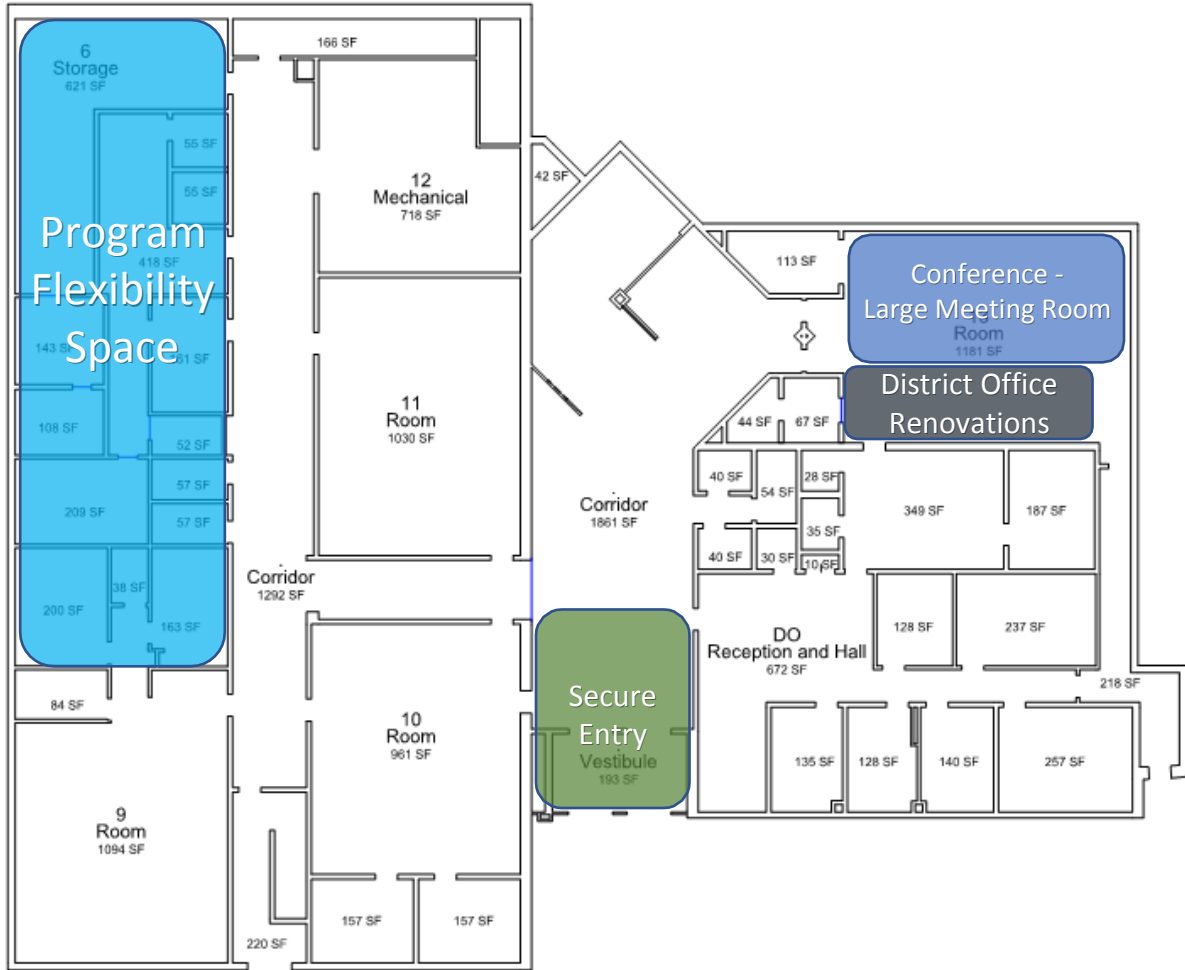 6
Storage
621 SF
166 SF
55 SF
55 SF
12
Mechanical
718 SF
42 SF
Program
Flexibility
Space
418 SF
113 SF
Conference -
Large Meeting Room
Room
1181 SF
143 SF
108 SF
52 SF
57 SF
57 SF
209 SF
11
Room
1030 SF
District Office
Renovations
44 SF
67 SF
40 SF
54 SF
28 SF
35 SF
349 SF
187 SF
Corridor
1861 SF
40 SF
30 SF
10 SF
Corridor
1292 SF
38 SF
200 SF
163 SF
DO
Reception and Hall
672 SF
128 SF
237 SF
218 SF
84 SF
10
Room
961 SF
Secure
Entry
Vestibule
193 SF
135 SF
128 SF
140 SF
257 SF
9
Room
1094 SF
157 SF
157 SF
220 SF